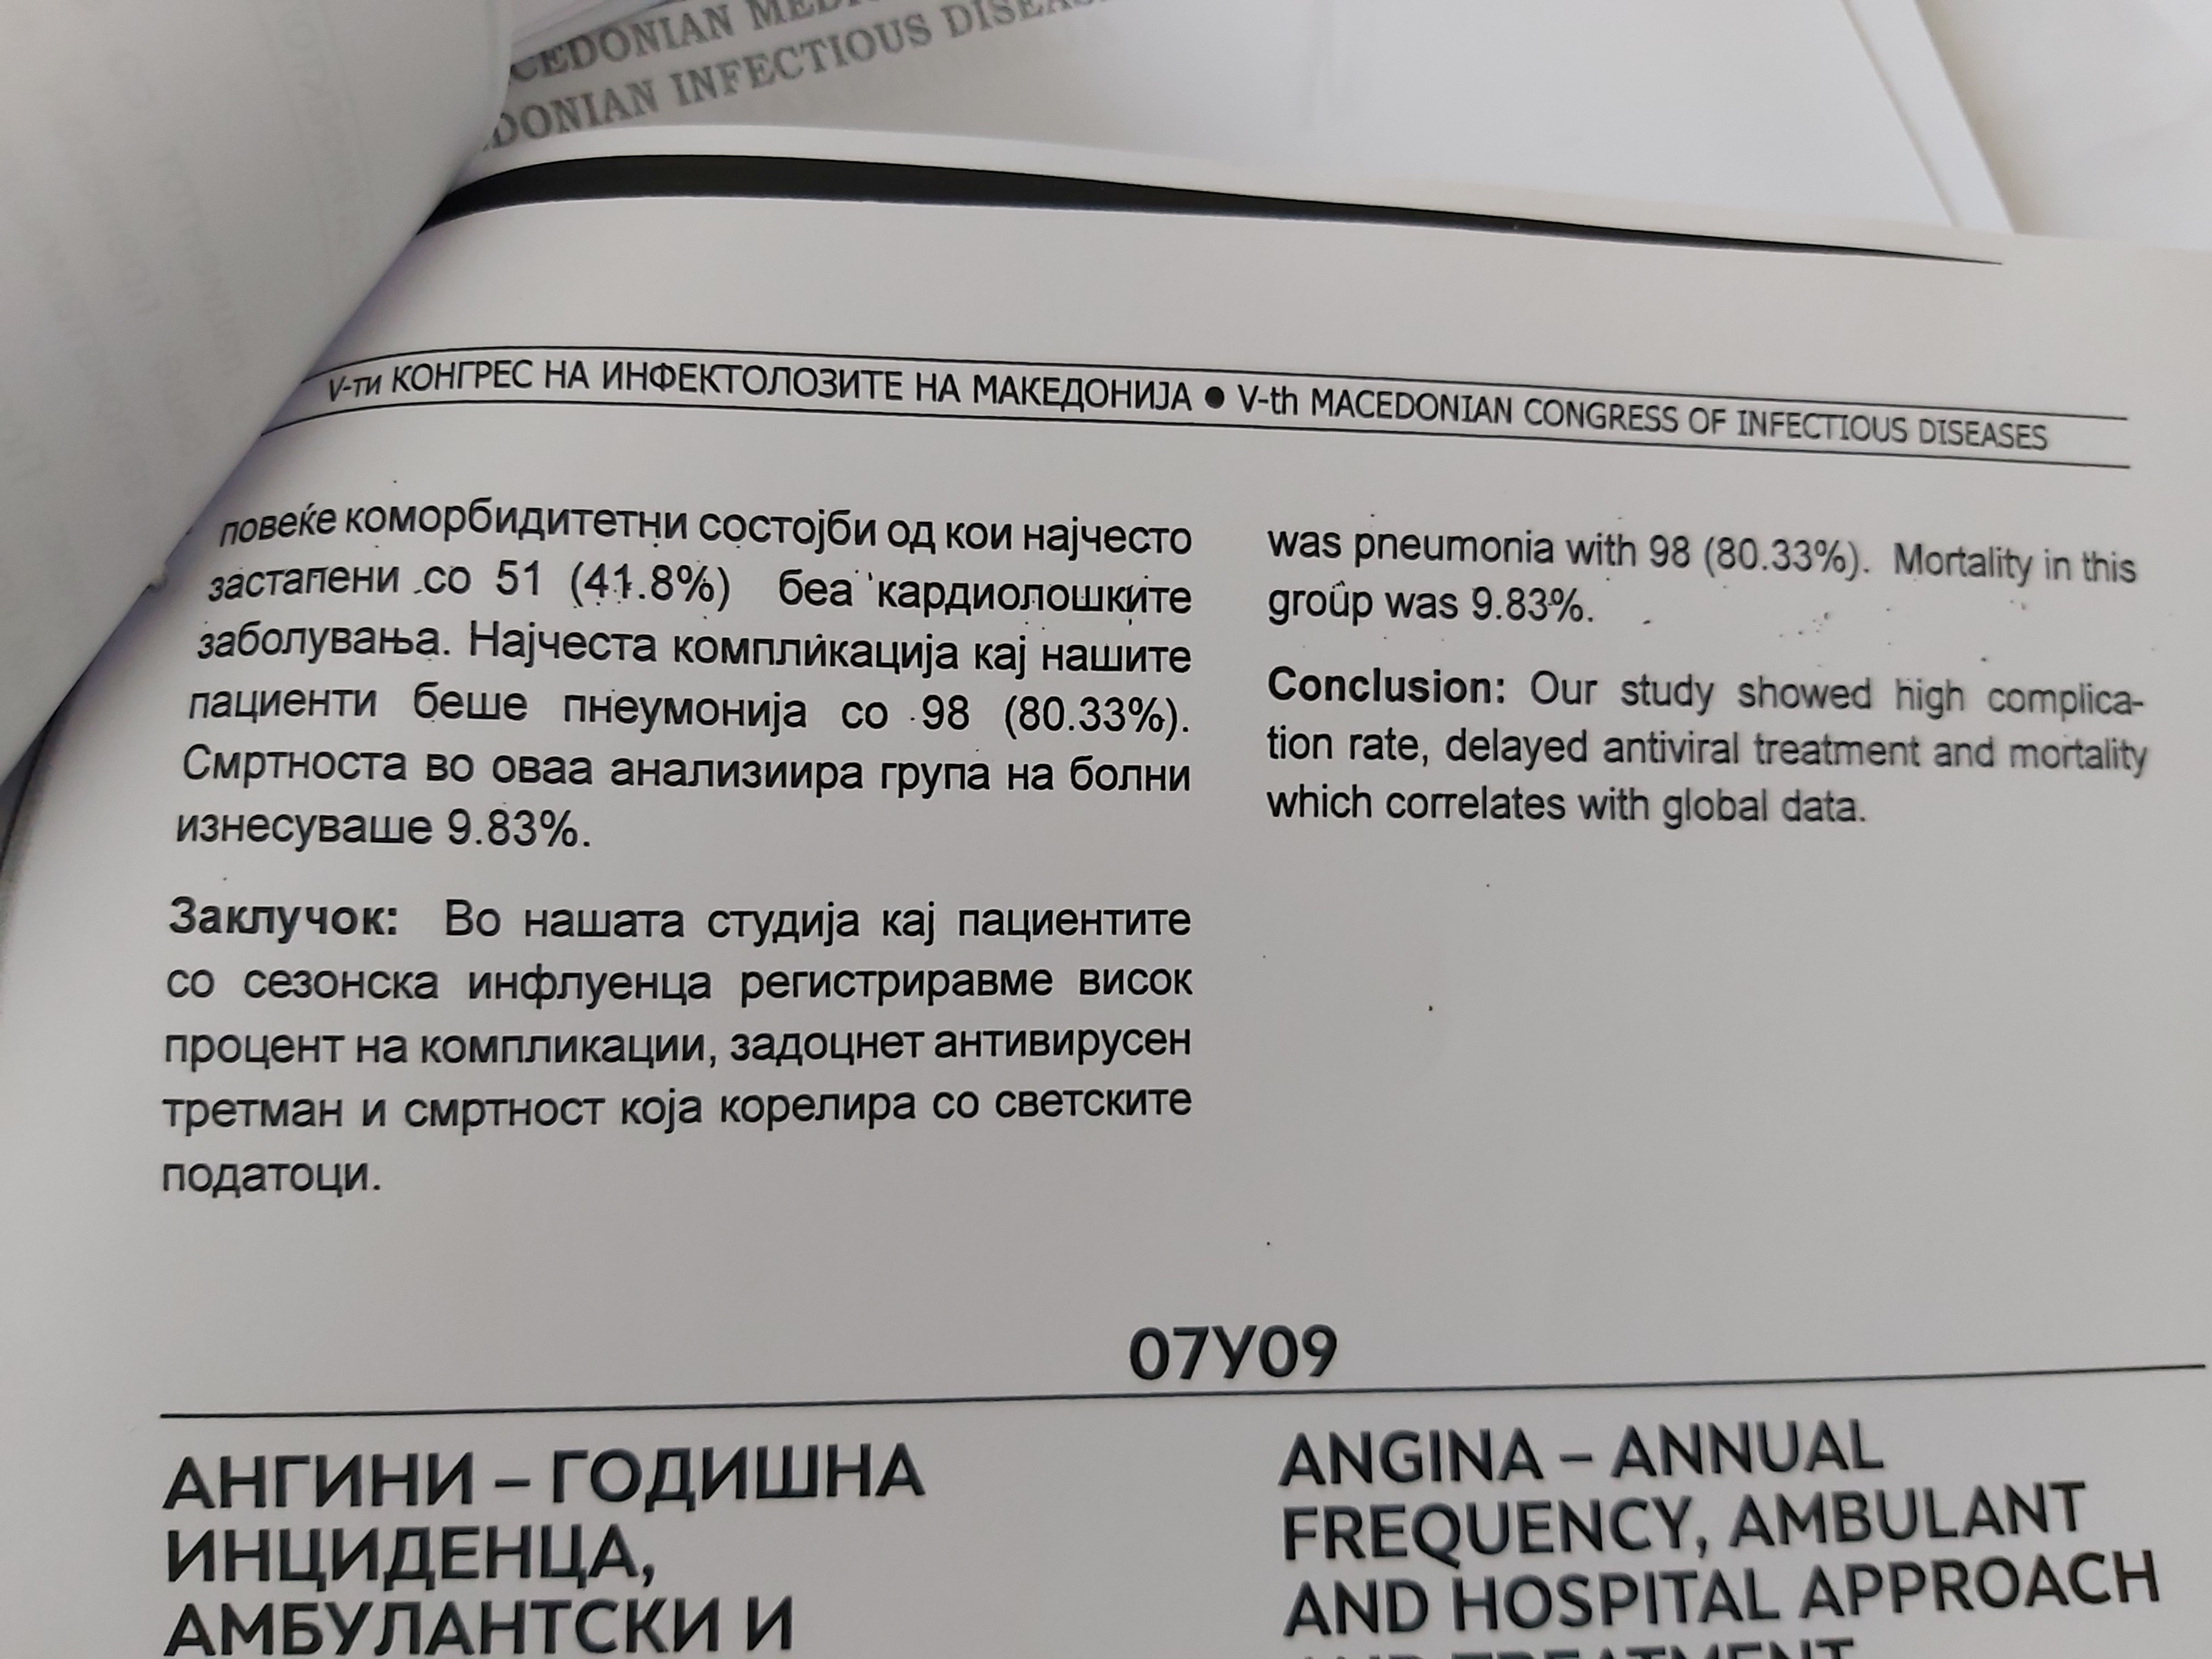 CEDONIAN
DONIAN INFECTIOUS
V-ти КОНГРЕС НА ИНФЕКТОЛОЗИТЕ НА МАКЕДОНИЈА ● V-th MACEDONIAN CONGRESS OF INFECTIOUS DISEASES
повеќе коморбидитетни состојби од кои најчесто
застапени со 51 (41.8%) беа кардиолошките
заболувања. Најчеста компликација кај нашите
пациенти беше пнеумонија со 98 (80.33%).
Смртноста во оваа анализиира група на болни
изнесуваше 9.83%.
Заклучок: Во нашата студија кај пациентите
со сезонска инфлуенца регистриравме висок
процент на компликации, задоцнет антивирусен
третман и смртност која корелира со светските
податоци.
was pneumonia with 98 (80.33%). Mortality in this
group was 9.83%.
Conclusion: Our study showed high complica-
tion rate, delayed antiviral treatment and mortality
which correlates with global data.
07У09
АНГИНИ – ГОДИШНА
ИНЦИДЕНЦА,
АМБУЛАНТСКИ И
ANGINA – ANNUAL
FREQUENCY, AMBULANT
AND HOSPITAL APPROACH
AND TREATMENT